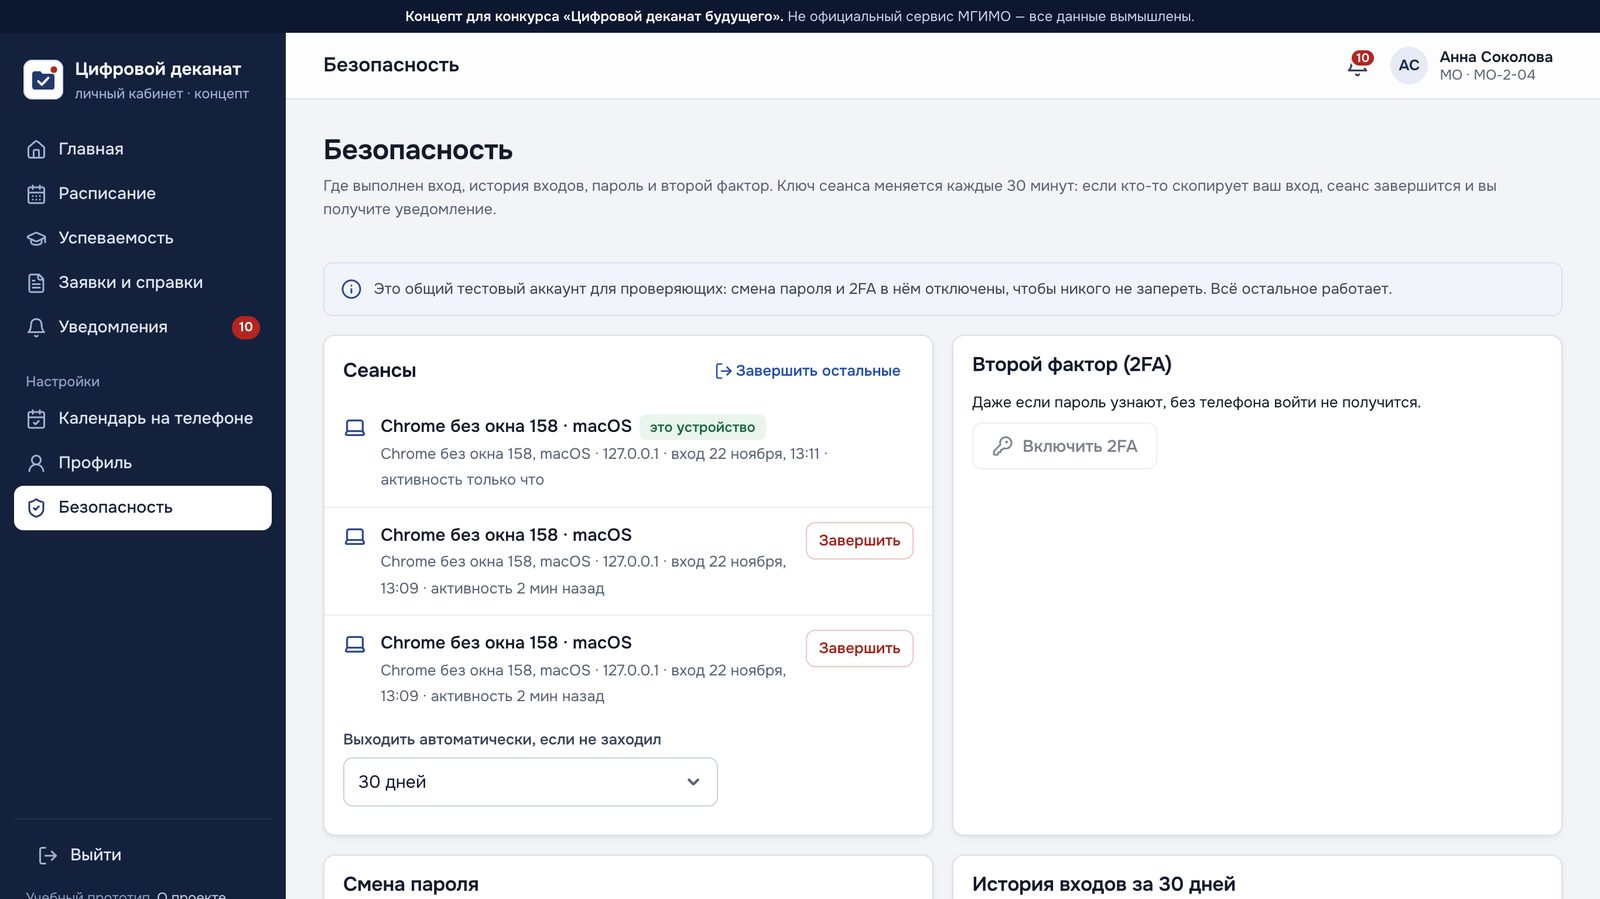 Концепт для конкурса «Цифровой деканат будущего». Не официальный сервис МГИМО — все данные вымышлены.
Цифровой деканат
личный кабинет · концепт
Главная
Расписание
Успеваемость
Заявки и справки
Уведомления
10
Настройки
Календарь на телефоне
Профиль
Безопасность
Выйти
Учебный прототип. О проекте
Безопасность
10
АС
Анна Соколова
МО · МО-2-04
Безопасность
Где выполнен вход, история входов, пароль и второй фактор. Ключ сеанса меняется каждые 30 минут: если кто-то скопирует ваш вход, сеанс завершится и вы
получите уведомление.
Это общий тестовый аккаунт для проверяющих: смена пароля и 2FA в нём отключены, чтобы никого не запереть. Всё остальное работает.
Сеансы
Завершить остальные
Chrome без окна 158 · macOS
это устройство
Chrome без окна 158, macOS · 127.0.0.1 · вход 22 ноября, 13:11 ·
активность только что
Chrome без окна 158 · macOS
Завершить
Chrome без окна 158, macOS · 127.0.0.1 · вход 22 ноября,
13:09 · активность 2 мин назад
Chrome без окна 158 · macOS
Завершить
Chrome без окна 158, macOS · 127.0.0.1 · вход 22 ноября,
13:09 · активность 2 мин назад
Выходить автоматически, если не заходил
30 дней
Второй фактор (2FA)
Даже если пароль узнают, без телефона войти не получится.
Включить 2FA
Смена пароля
История входов за 30 дней